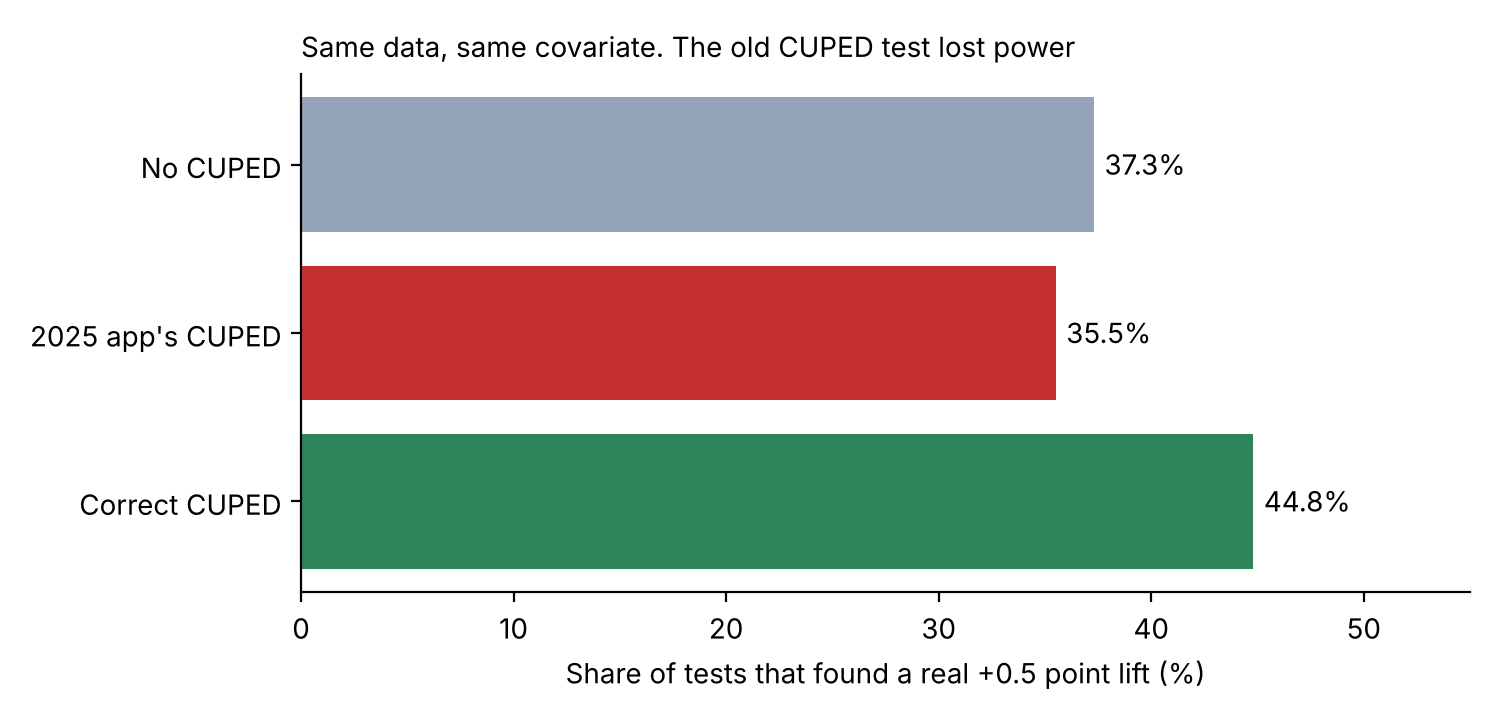 Same data, same covariate. The old CUPED test lost power
No CUPED
37.3%
2025 app's CUPED
35.5%
Correct CUPED
44.8%
0 10 20 30 40 50
Share of tests that found a real +0.5 point lift (%)